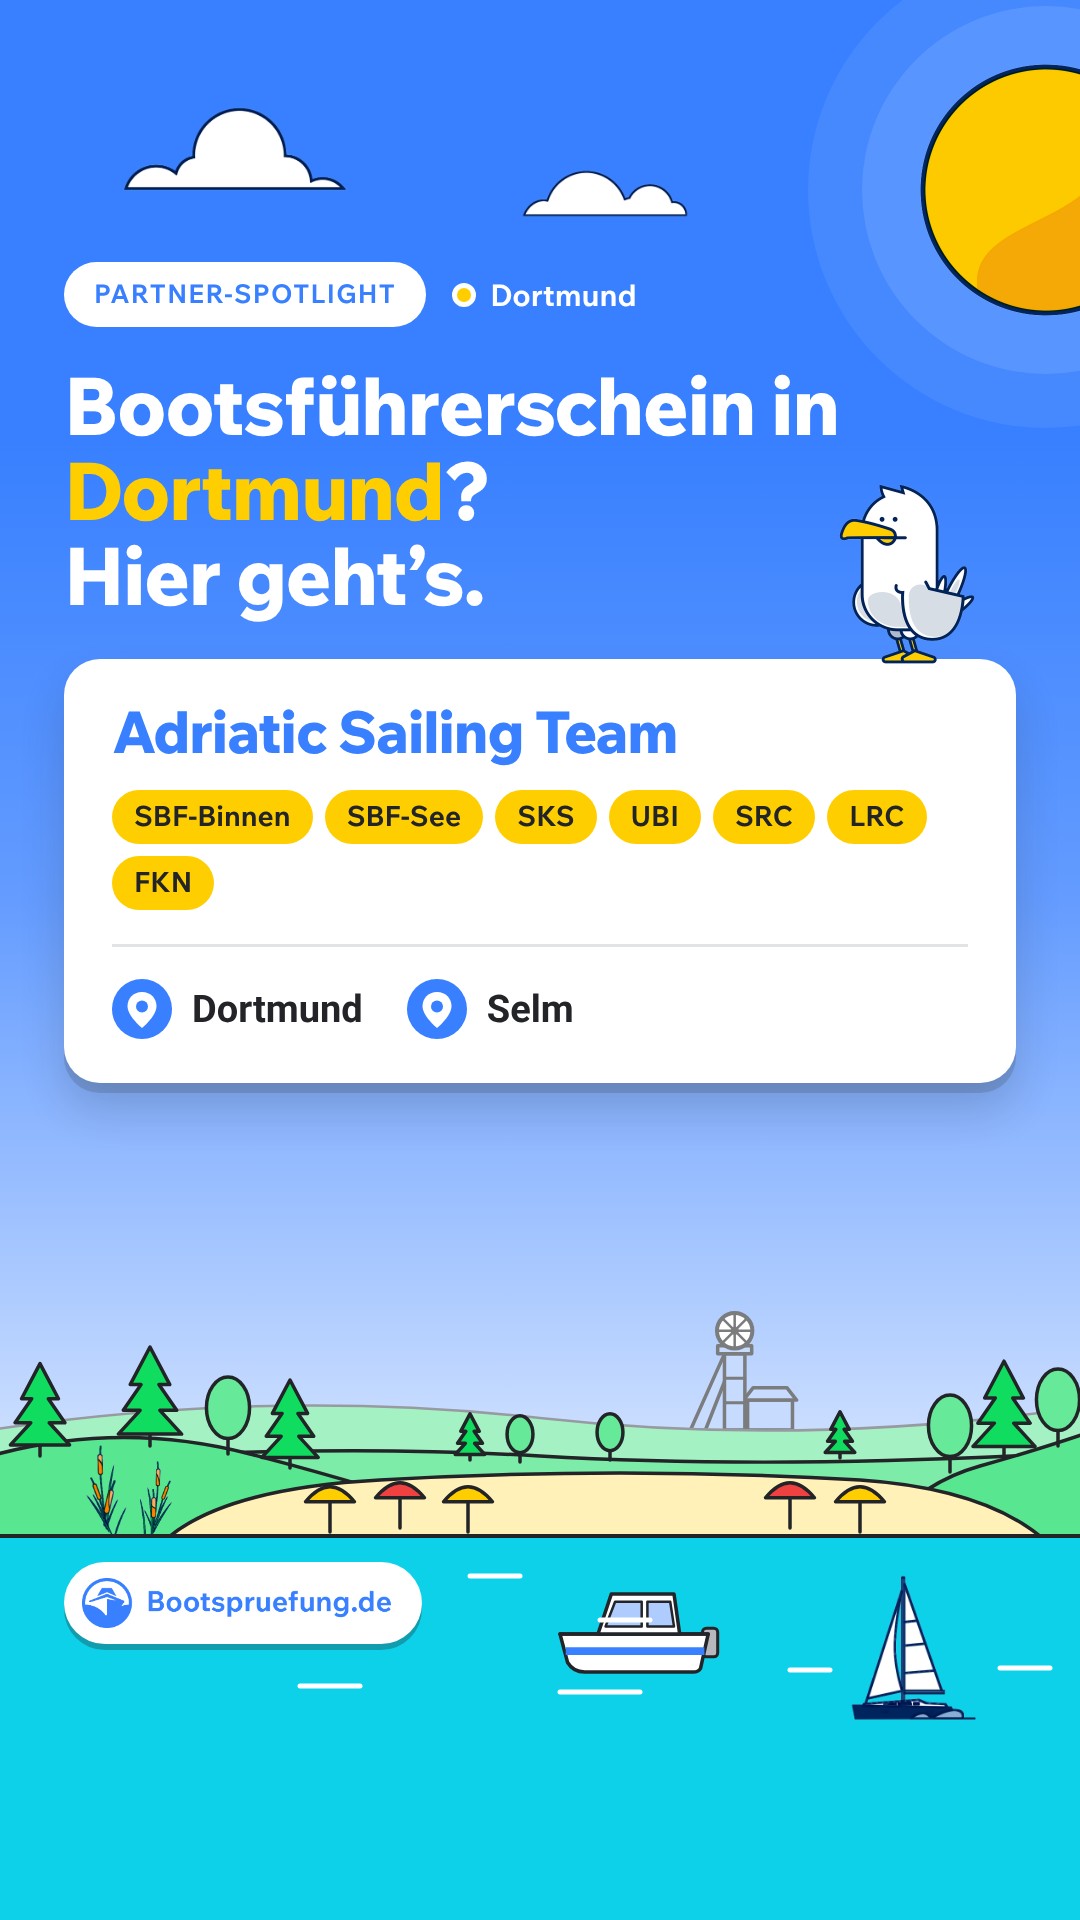 PARTNER-SPOTLIGHT
Dortmund
Bootsführerschein in
Dortmund?
Hier geht’s.
Adriatic Sailing Team
SBF-Binnen SBF-See SKS UBI SRC LRC
FKN
Dortmund Selm
Bootspruefung.de